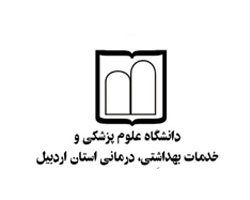 دانشگاه علوم پزشکی و
خدمات بهداشتی، درمانی استان اردبیل